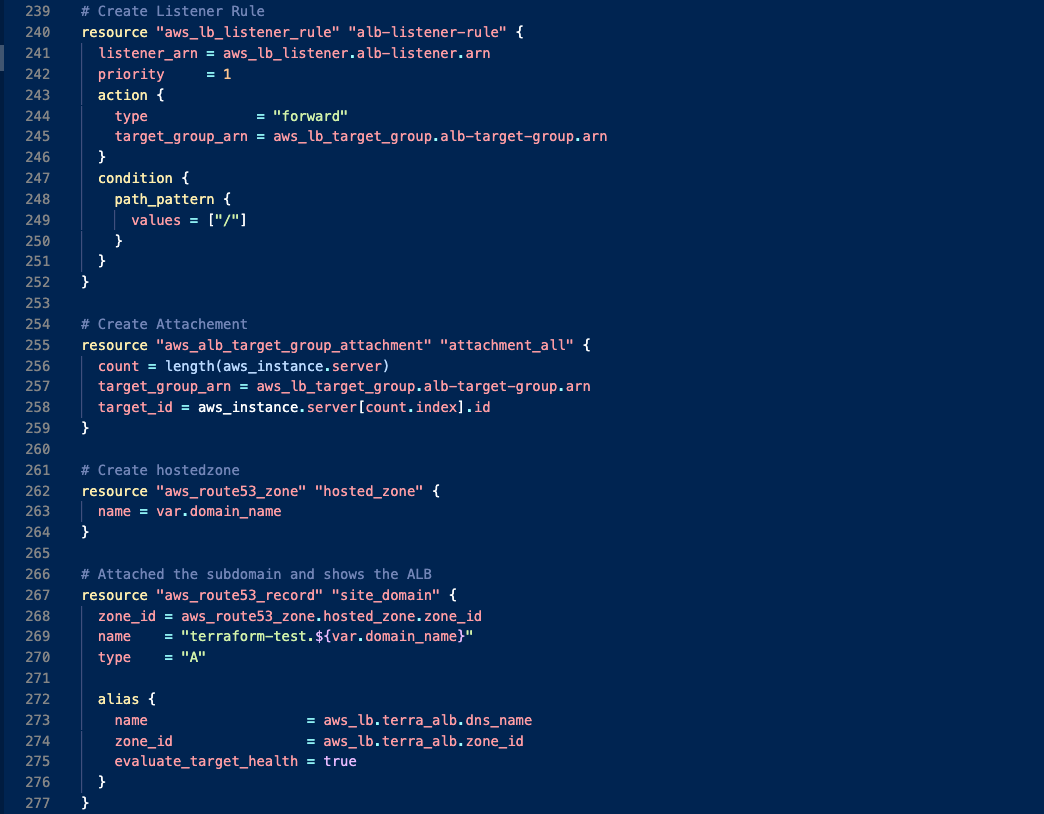 239 # Create Listener Rule
240 resource "aws_lb_listener_rule" "alb-listener-rule" {
241   listener_arn = aws_lb_listener.alb-listener.arn
242   priority     = 1
243   action {
244     type             = "forward"
245     target_group_arn = aws_lb_target_group.alb-target-group.arn
246   }
247   condition {
248     path_pattern {
249       values = ["/"]
250     }
251   }
252 }
253
254 # Create Attachement
255 resource "aws_alb_target_group_attachment" "attachment_all" {
256   count = length(aws_instance.server)
257   target_group_arn = aws_lb_target_group.alb-target-group.arn
258   target_id = aws_instance.server[count.index].id
259 }
260
261 # Create hostedzone
262 resource "aws_route53_zone" "hosted_zone" {
263   name = var.domain_name
264 }
265
266 # Attached the subdomain and shows the ALB
267 resource "aws_route53_record" "site_domain" {
268   zone_id = aws_route53_zone.hosted_zone.zone_id
269   name    = "terraform-test.${var.domain_name}"
270   type    = "A"
271
272   alias {
273     name                   = aws_lb.terra_alb.dns_name
274     zone_id                = aws_lb.terra_alb.zone_id
275     evaluate_target_health = true
276   }
277 }